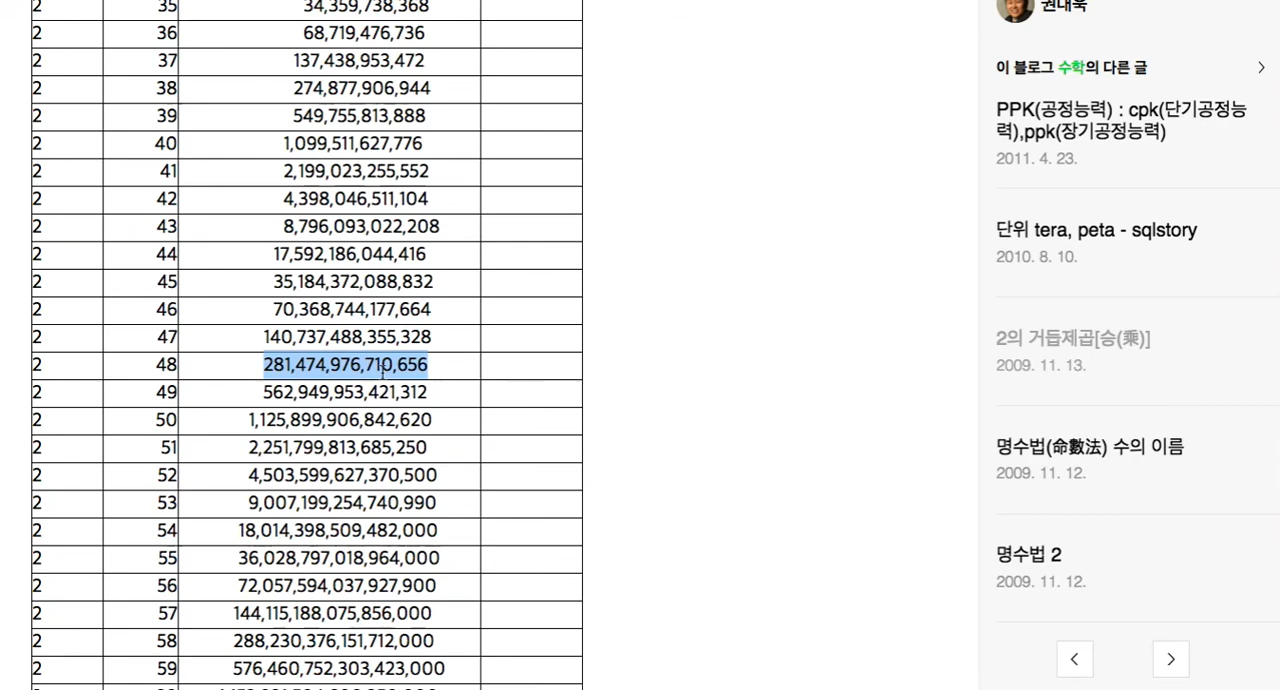 2 35 34,359,738,368
2 36 68,719,476,736
2 37 137,438,953,472
2 38 274,877,906,944
2 39 549,755,813,888
2 40 1,099,511,627,776
2 41 2,199,023,255,552
2 42 4,398,046,511,104
2 43 8,796,093,022,208
2 44 17,592,186,044,416
2 45 35,184,372,088,832
2 46 70,368,744,177,664
2 47 140,737,488,355,328
2 48 281,474,976,710,656
2 49 562,949,953,421,312
2 50 1,125,899,906,842,620
2 51 2,251,799,813,685,250
2 52 4,503,599,627,370,500
2 53 9,007,199,254,740,990
2 54 18,014,398,509,482,000
2 55 36,028,797,018,964,000
2 56 72,057,594,037,927,900
2 57 144,115,188,075,856,000
2 58 288,230,376,151,712,000
2 59 576,460,752,303,423,000
권대욱
이 블로그 수학의 다른 글
PPK(공정능력) : cpk(단기공정능
력),ppk(장기공정능력)
2011. 4. 23.
단위 tera, peta - sqlstory
2010. 8. 10.
2의 거듭제곱[승(乘)]
2009. 11. 13.
명수법(命數法) 수의 이름
2009. 11. 12.
명수법 2
2009. 11. 12.